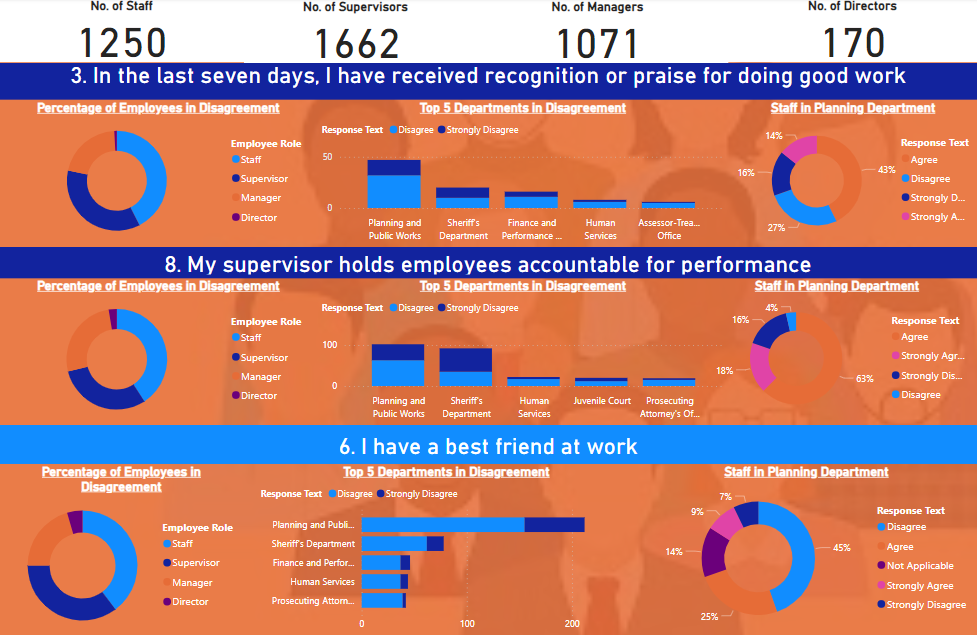 No. of Staff
No. of Supervisors
No. of Managers
No. of Directors
1250
1662
1071
170
3. In the last seven days, I have received recognition or praise for doing good work
Percentage of Employees in Disagreement
Employee Role
Staff
Supervisor
Manager
Director
Top 5 Departments in Disagreement
Response Text Disagree Strongly Disagree
50
0
Planning and
Public Works
Sheriff's
Department
Finance and
Performance ...
Human
Services
Assessor-Trea...
Office
Staff in Planning Department
14%
43%
16%
27%
Response Text
Agree
Disagree
Strongly D...
Strongly A...
8. My supervisor holds employees accountable for performance
Percentage of Employees in Disagreement
Employee Role
Staff
Supervisor
Manager
Director
Top 5 Departments in Disagreement
Response Text Disagree Strongly Disagree
100
0
Planning and
Public Works
Sheriff's
Department
Human
Services
Juvenile Court
Prosecuting
Attorney's Of...
Staff in Planning Department
4%
16%
18%
63%
Response Text
Agree
Strongly Agr...
Strongly Dis...
Disagree
6. I have a best friend at work
Percentage of Employees in
Disagreement
Employee Role
Staff
Supervisor
Manager
Director
Top 5 Departments in Disagreement
Response Text Disagree Strongly Disagree
Planning and Publi...
Sheriff's Department
Finance and Perfor...
Human Services
Prosecuting Attorn...
0
100
200
Staff in Planning Department
7%
9%
14%
45%
25%
Response Text
Disagree
Agree
Not Applicable
Strongly Agree
Strongly Disagree